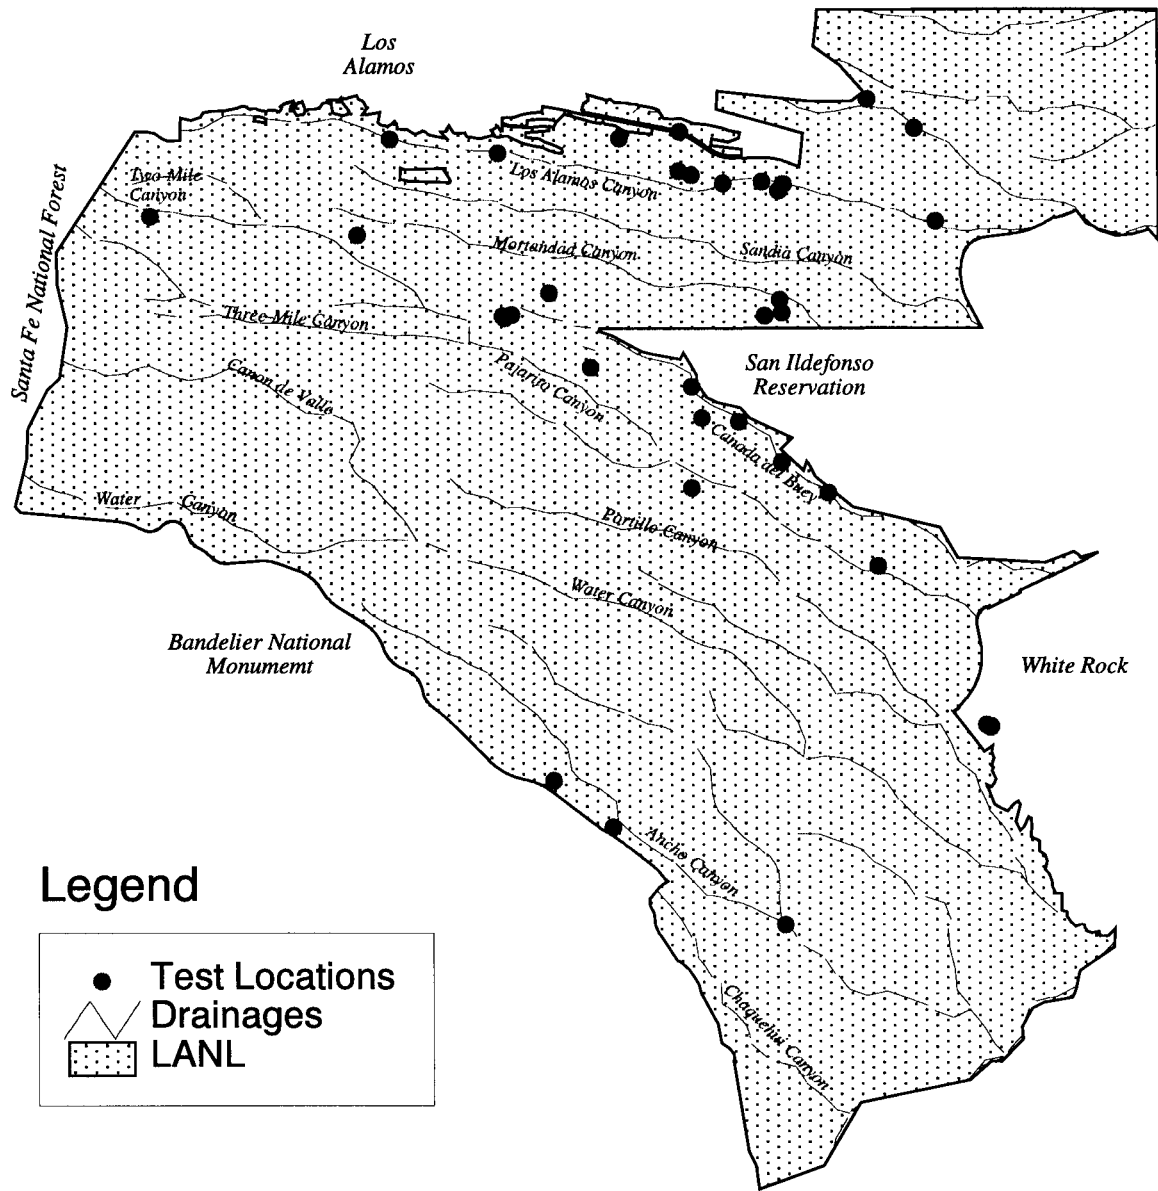 Los
Alamos
Two Mile
Canyon
Los Alamos Canyon
Santa Fe National Forest
Mortandad Canyon
Sandia Canyon
Three Mile Canyon
San Ildefonso
Reservation
Pajarito Canyon
Canon de Valle
Canada del Buey
Water Canyon
Portillo Canyon
Water Canyon
Bandelier National
Monumemt
White Rock
Ancho Canyon
Chaquehui Canyon
Legend
Test Locations
Drainages
LANL